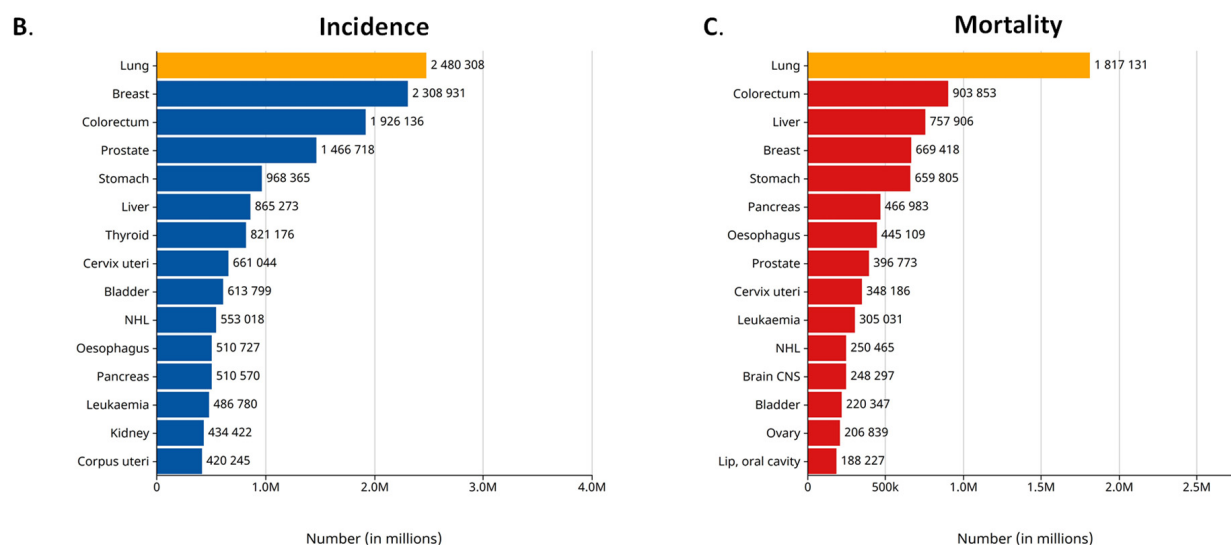 B.
Incidence
Lung 2 480 308
Breast 2 308 931
Colorectum 1 926 136
Prostate 1 466 718
Stomach 968 365
Liver 865 273
Thyroid 821 176
Cervix uteri 661 044
Bladder 613 799
NHL 553 018
Oesophagus 510 727
Pancreas 510 570
Leukaemia 486 780
Kidney 434 422
Corpus uteri 420 245
0 1.0M 2.0M 3.0M 4.0M
Number (in millions)
C.
Mortality
Lung 1 817 131
Colorectum 903 853
Liver 757 906
Breast 669 418
Stomach 659 805
Pancreas 466 983
Oesophagus 445 109
Prostate 396 773
Cervix uteri 348 186
Leukaemia 305 031
NHL 250 465
Brain CNS 248 297
Bladder 220 347
Ovary 206 839
Lip, oral cavity 188 227
0 500k 1.0M 2.0M 2.5M
Number (in millions)